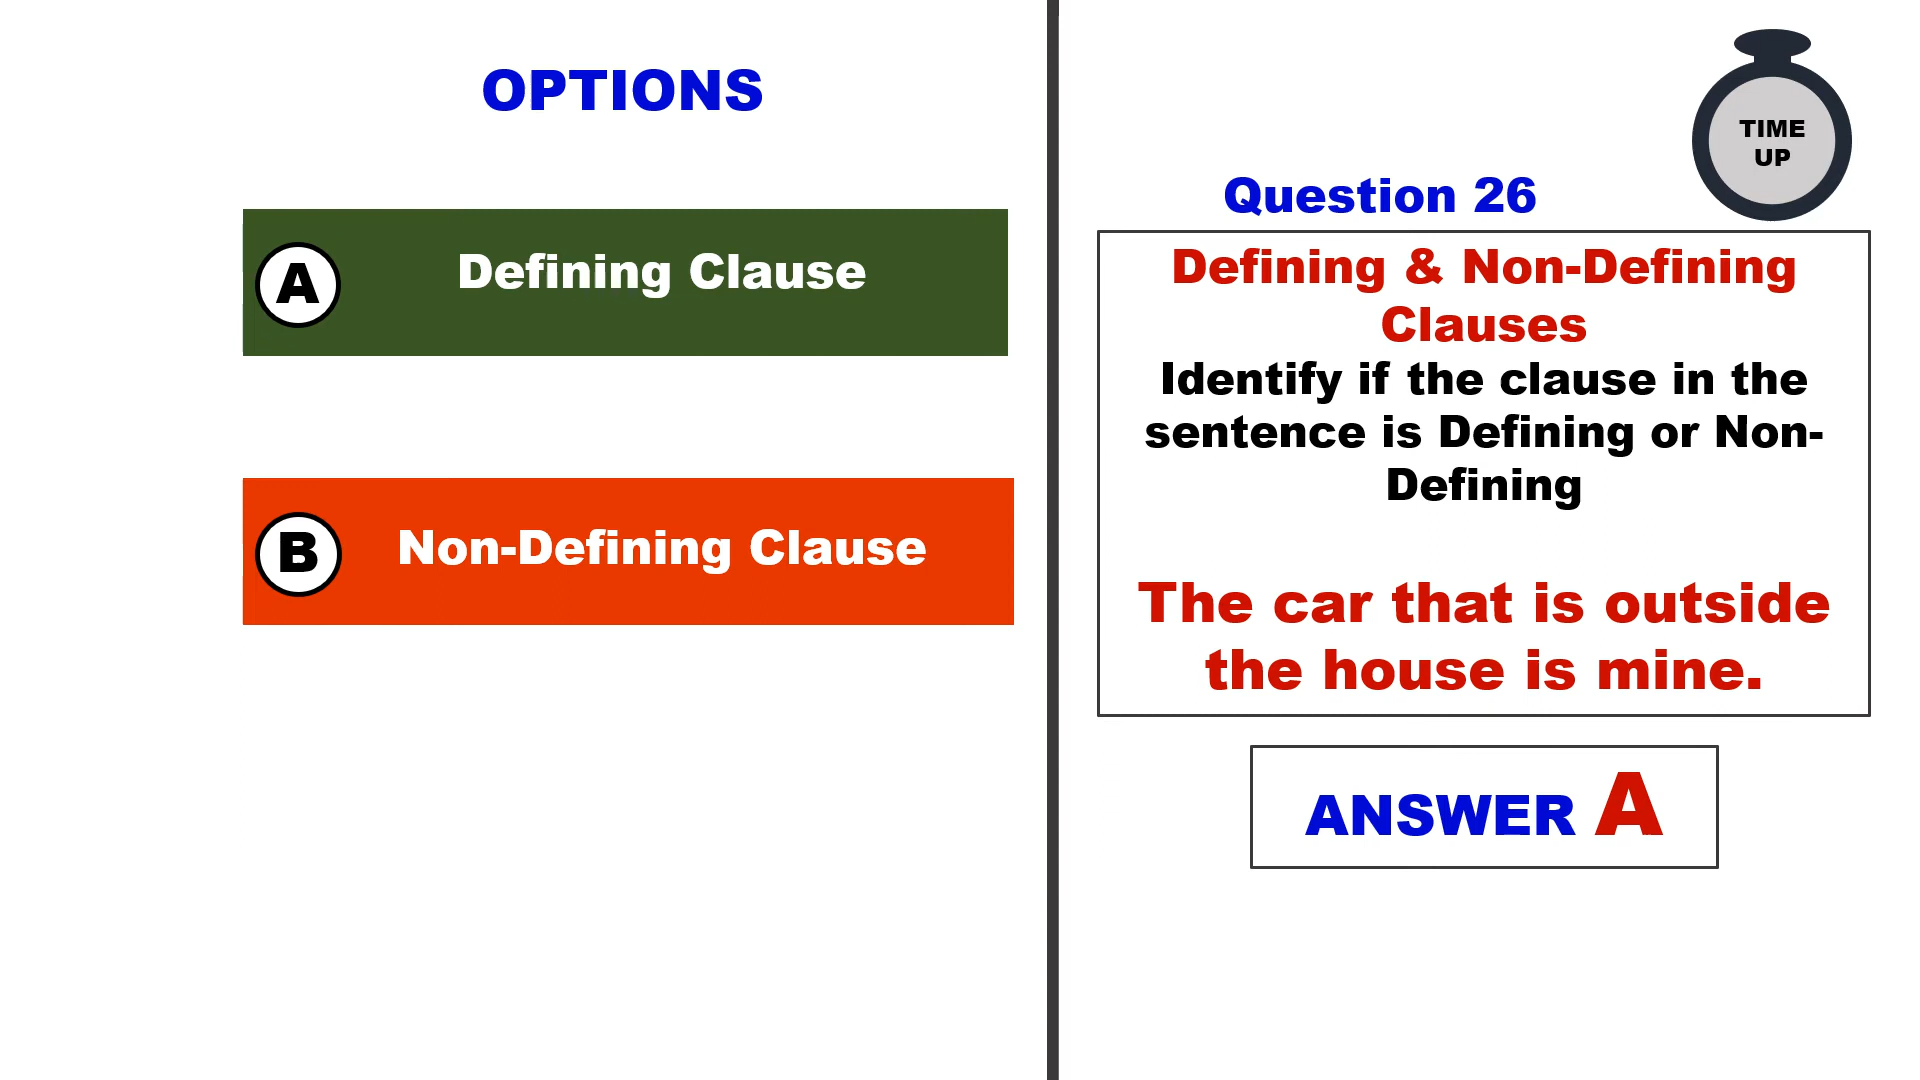 OPTIONS
A
Defining Clause
B
Non-Defining Clause
TIME
UP
Question 26
Defining & Non-Defining
Clauses
Identify if the clause in the
sentence is Defining or Non-
Defining
The car that is outside
the house is mine.
ANSWER A